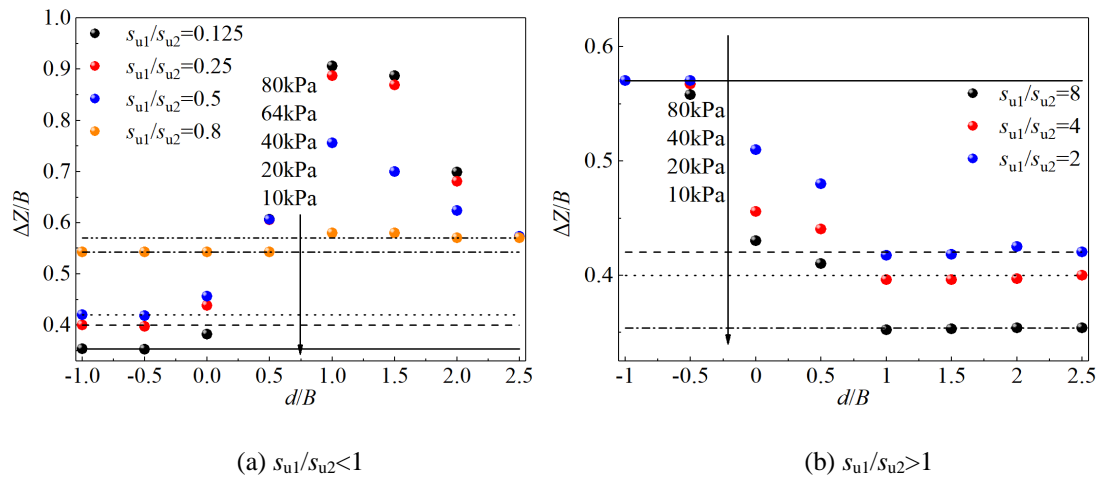 1.0
0.9
0.8
0.7
0.6
0.5
0.4
ΔZ/B
s_u1/s_u2=0.125
s_u1/s_u2=0.25
s_u1/s_u2=0.5
s_u1/s_u2=0.8
80kPa
64kPa
40kPa
20kPa
10kPa
-1.0 -0.5 0.0 0.5 1.0 1.5 2.0 2.5
d/B
(a) s_u1/s_u2<1
0.6
0.5
0.4
ΔZ/B
80kPa
40kPa
20kPa
10kPa
s_u1/s_u2=8
s_u1/s_u2=4
s_u1/s_u2=2
-1 -0.5 0 0.5 1 1.5 2 2.5
d/B
(b) s_u1/s_u2>1